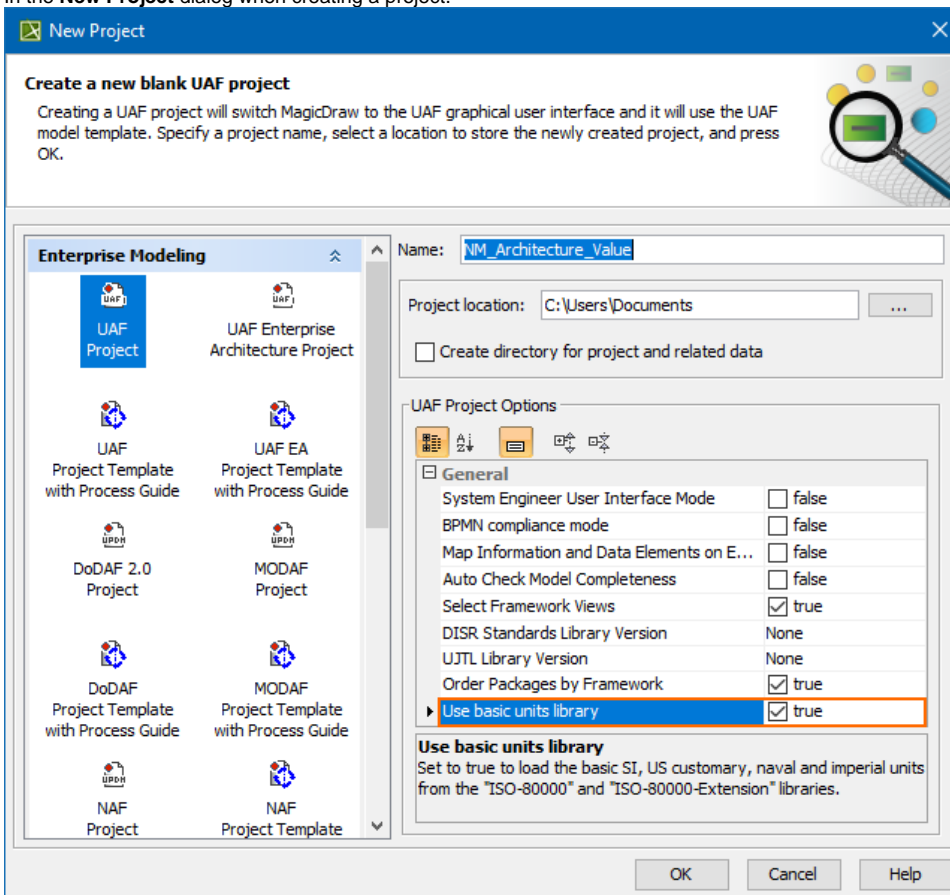 in the New Project dialog when creating a project.
New Project
Create a new blank UAF project
Creating a UAF project will switch MagicDraw to the UAF graphical user interface and it will use the UAF
model template. Specify a project name, select a location to store the newly created project, and press
OK.
Enterprise Modeling
UAF
Project
UAF Enterprise
Architecture Project
UAF
Project Template
with Process Guide
UAF EA
Project Template
with Process Guide
DoDAF 2.0
Project
MODAF
Project
DoDAF
Project Template
with Process Guide
MODAF
Project Template
with Process Guide
NAF
Project
NAF
Project Template
Name: NM_Architecture_Value
Project location: C:\Users\Documents ...
Create directory for project and related data
UAF Project Options
General
System Engineer User Interface Mode false
BPMN compliance mode false
Map Information and Data Elements on E... false
Auto Check Model Completeness false
Select Framework Views true
DISR Standards Library Version None
UJTL Library Version None
Order Packages by Framework true
Use basic units library true
Use basic units library
Set to true to load the basic SI, US customary, naval and imperial units
from the "ISO-80000" and "ISO-80000-Extension" libraries.
OK Cancel Help